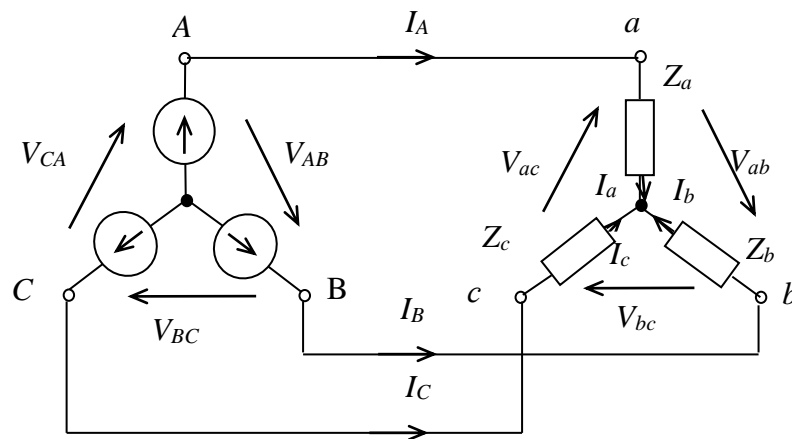 A
I_A
a
Z_a
V_CA
V_AB
V_ac
V_ab
I_a
I_b
Z_c
I_c
Z_b
C
B
c
b
V_BC
V_bc
I_B
I_C